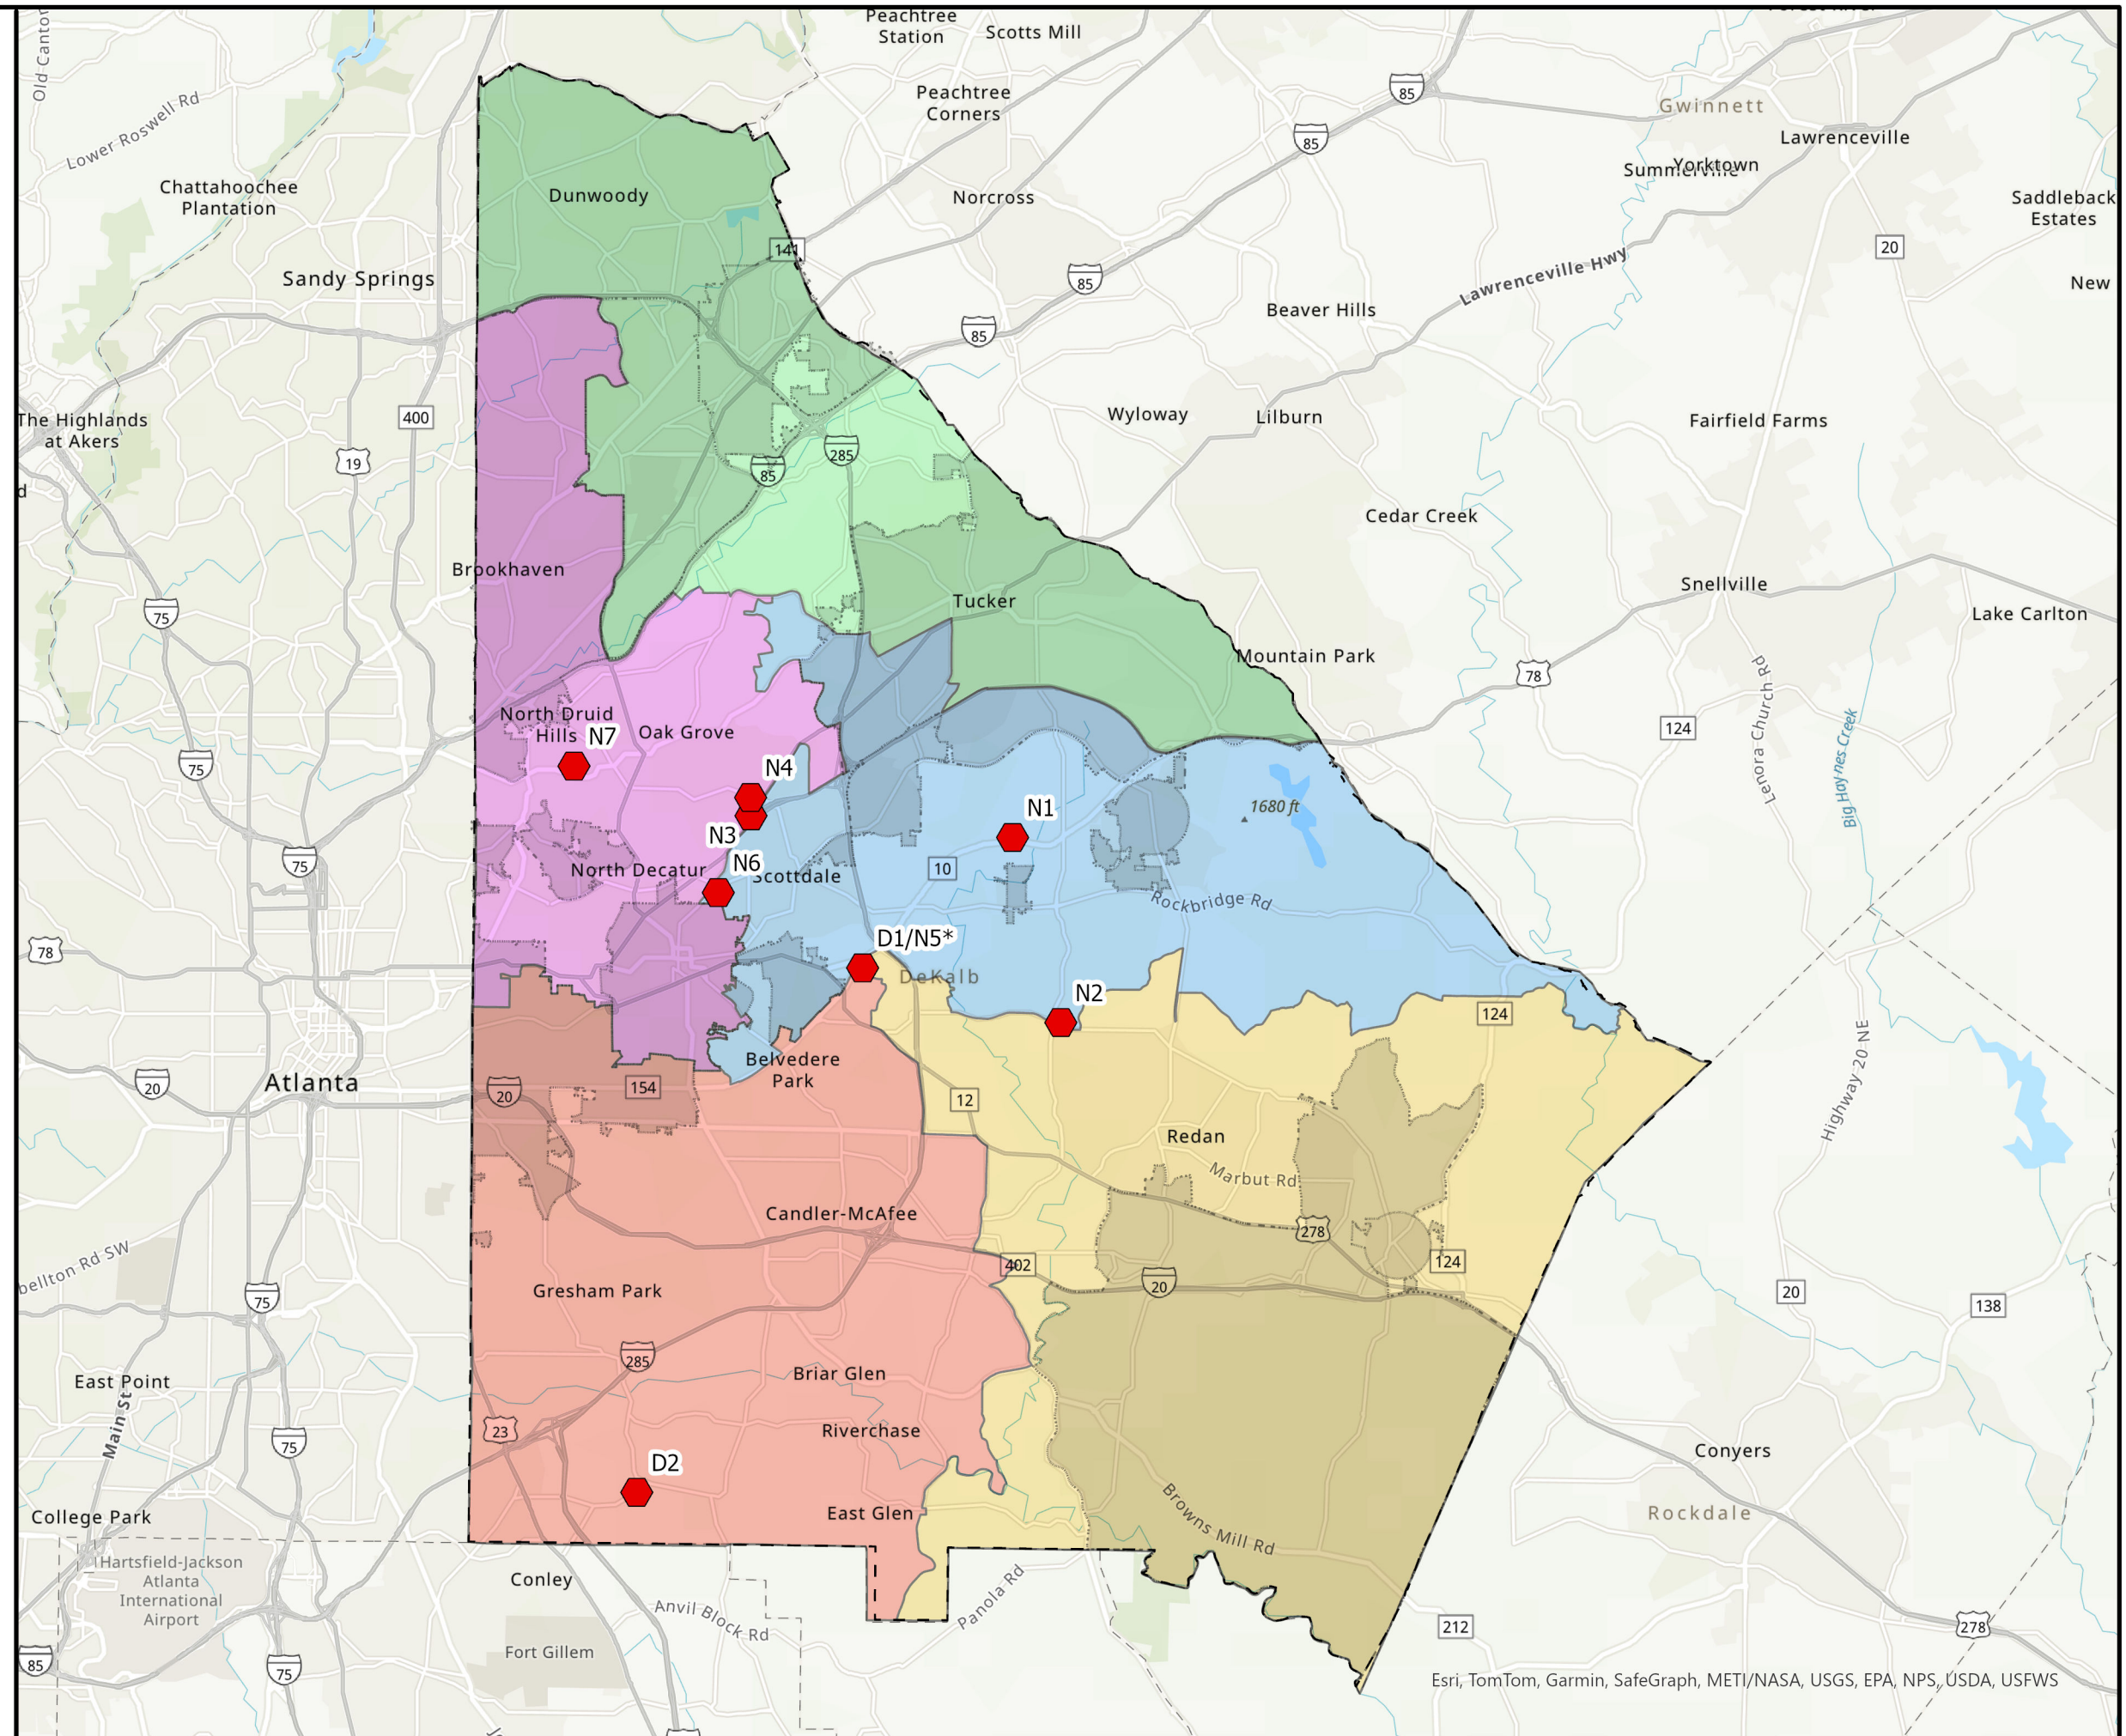 Peachtree
Station
Scotts Mill
Old Canton
Lower Roswell Rd
Peachtree
Corners
85
Gwinnett
85
Lawrenceville
Summerville
Yorktown
Chattahoochee
Plantation
Dunwoody
Norcross
Saddleback
Estates
141
20
Sandy Springs
85
Lawrenceville Hwy
New
Beaver Hills
85
400
The Highlands
at Akers
Wyloway
Lilburn
Fairfield Farms
19
85
285
d
Cedar Creek
Brookhaven
Tucker
Snellville
75
Lake Carlton
Mountain Park
78
Lenora Church Rd
North Druid
Hills
N7
Oak Grove
124
Big Haynes Creek
75
N4
N3
N1
1680 ft
75
North Decatur
N6
Scottdale
10
Rockbridge Rd
78
D1/N5*
DeKalb
N2
124
Highway 20 NE
Belvedere
Park
Atlanta
20
20
154
12
Redan
Marbut Rd
Candler-McAfee
278
bellton Rd SW
402
124
20
75
Gresham Park
20
138
285
Briar Glen
East Point
Main St
23
Riverchase
75
Conyers
D2
Browns Mill Rd
College Park
East Glen
Rockdale
Hartsfield-Jackson
Atlanta
International
Airport
Conley
Panola Rd
Anvil Block Rd
212
278
Fort Gillem
85
75
Esri, TomTom, Garmin, SafeGraph, METI/NASA, USGS, EPA, NPS, USDA, USFWS